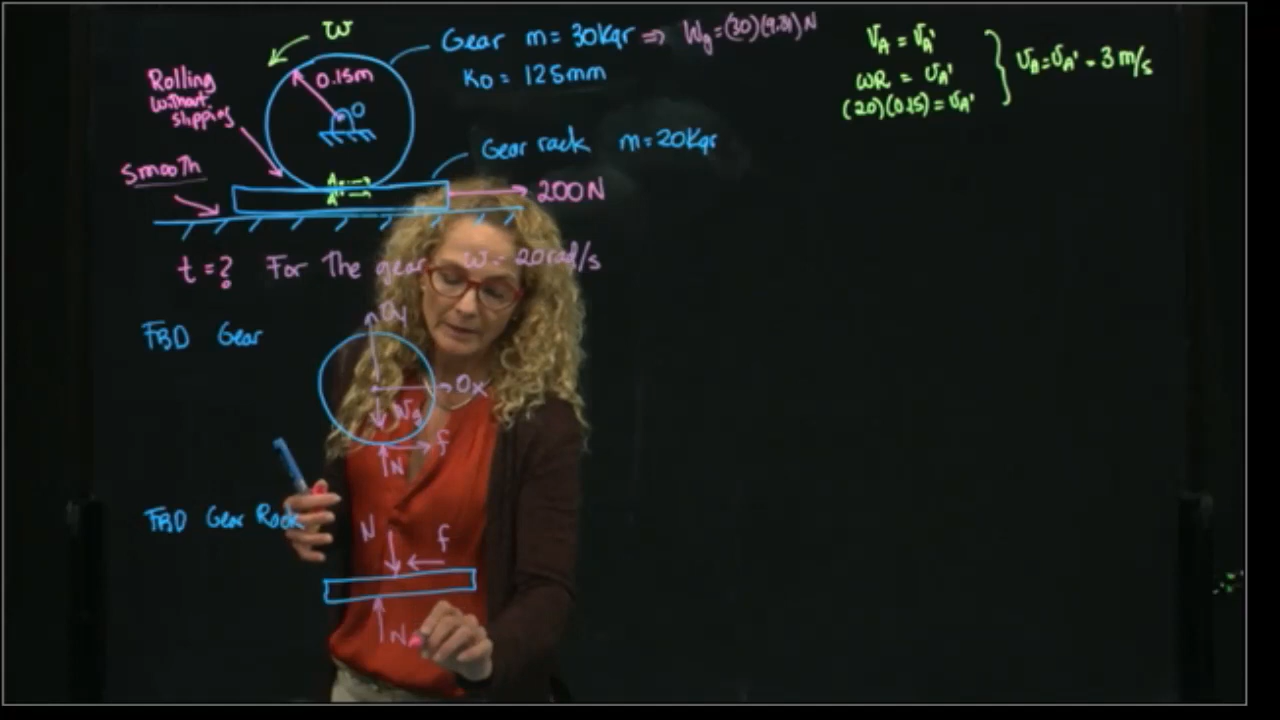 ω
Gear m = 30Kgr ⇒ Wg = (30)(9.81)N
Ko = 125mm
0.15m
O
Rolling
without
slipping
Gear rack m = 20Kgr
Smooth
A
A'
200N
t = ? For the gear ω = 20rad/s
VA = VA'
ωR = VA'
(20)(0.15) = VA'
VA = VA' = 3 m/s
FBD Gear
Oy
Ox
Wg
f
N
FBD Gear Rack
N
f
N